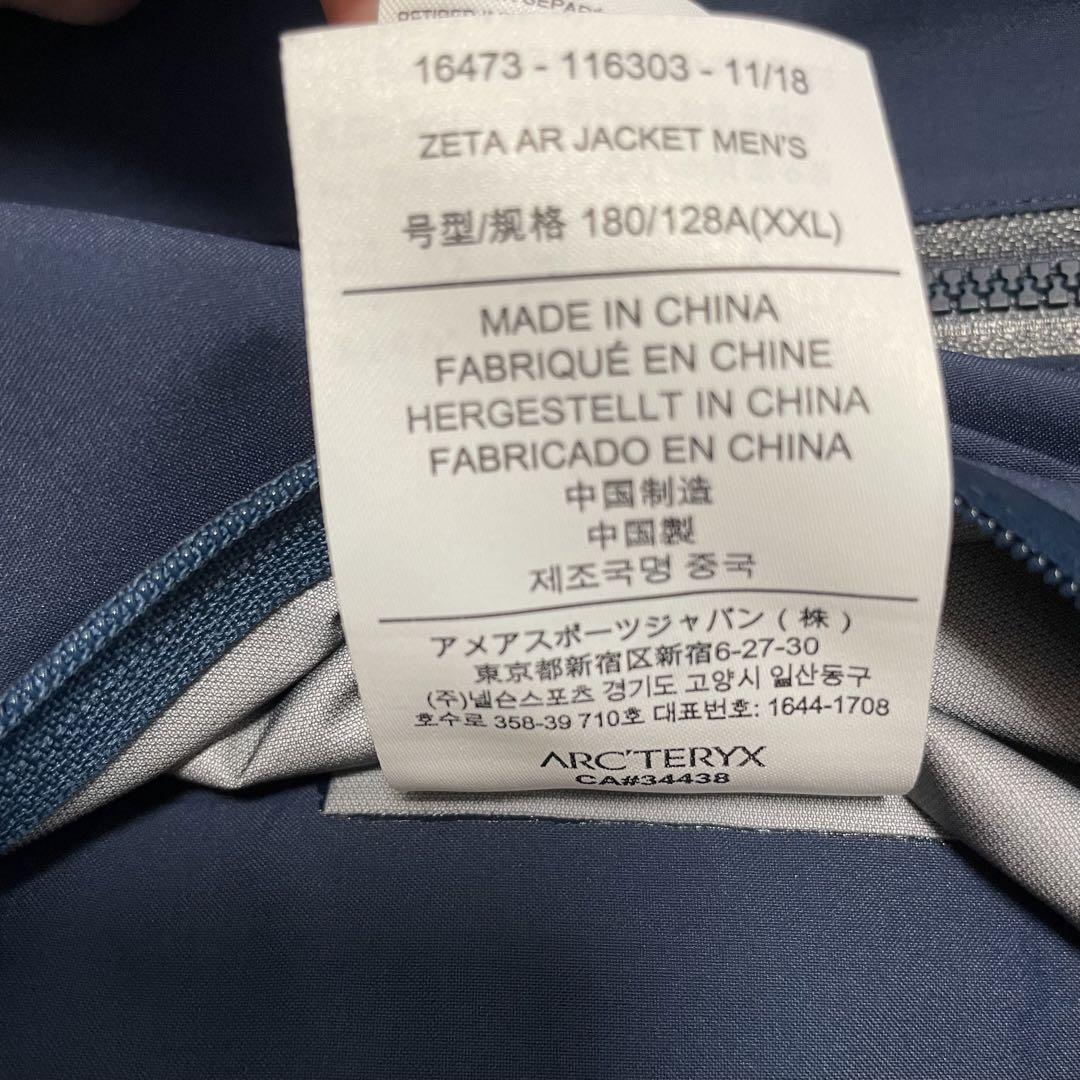 16473 - 116303 - 11/18
ZETA AR JACKET MEN'S
号型/规格 180/128A(XXL)
MADE IN CHINA
FABRIQUÉ EN CHINE
HERGESTELLT IN CHINA
FABRICADO EN CHINA
中国制造
中国製
제조국명 중국
アメアスポーツジャパン ( 株 )
東京都新宿区新宿6-27-30
(주)넬슨스포츠 경기도 고양시 일산동구
호수로 358-39 710호 대표번호: 1644-1708
ARC'TERYX
CA#34438